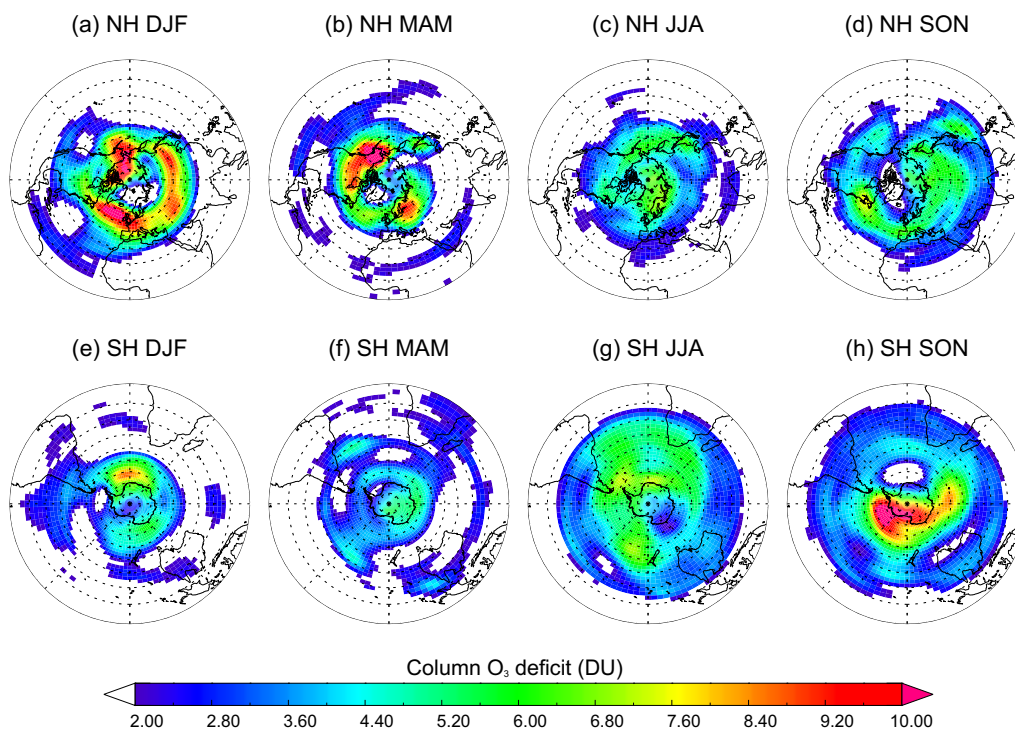 (a) NH DJF (b) NH MAM (c) NH JJA (d) NH SON
(e) SH DJF (f) SH MAM (g) SH JJA (h) SH SON
Column O₃ deficit (DU)
2.00 2.80 3.60 4.40 5.20 6.00 6.80 7.60 8.40 9.20 10.00